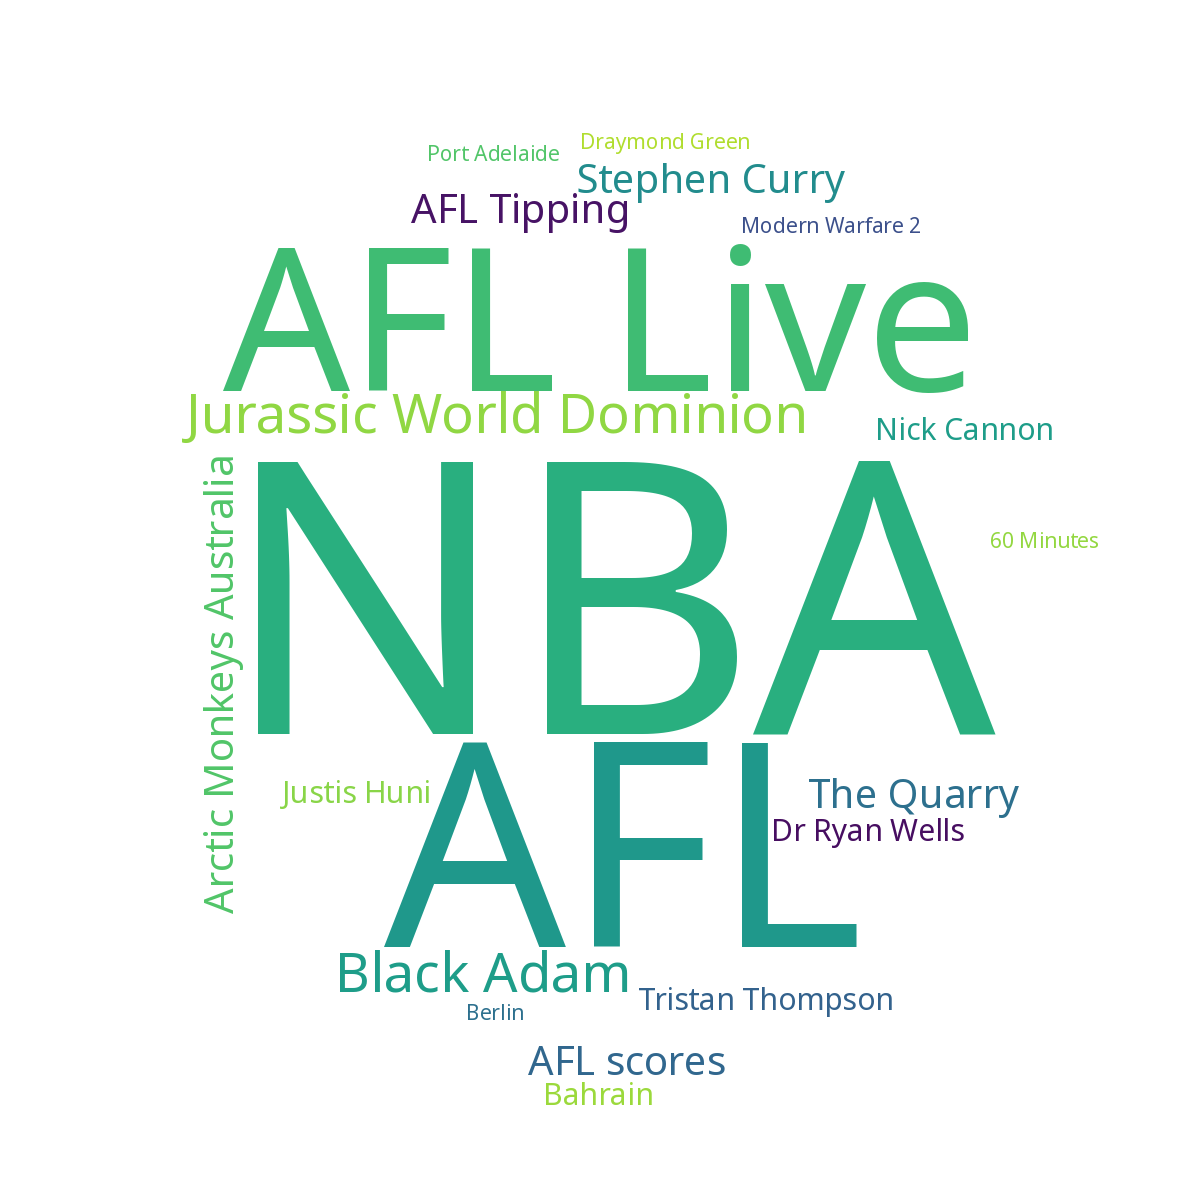 Draymond Green
Port Adelaide
Stephen Curry
AFL Tipping
Modern Warfare 2
AFL Live
Jurassic World Dominion
Nick Cannon
Arctic Monkeys Australia
NBA
60 Minutes
AFL
Justis Huni
The Quarry
Dr Ryan Wells
Black Adam
Tristan Thompson
Berlin
AFL scores
Bahrain